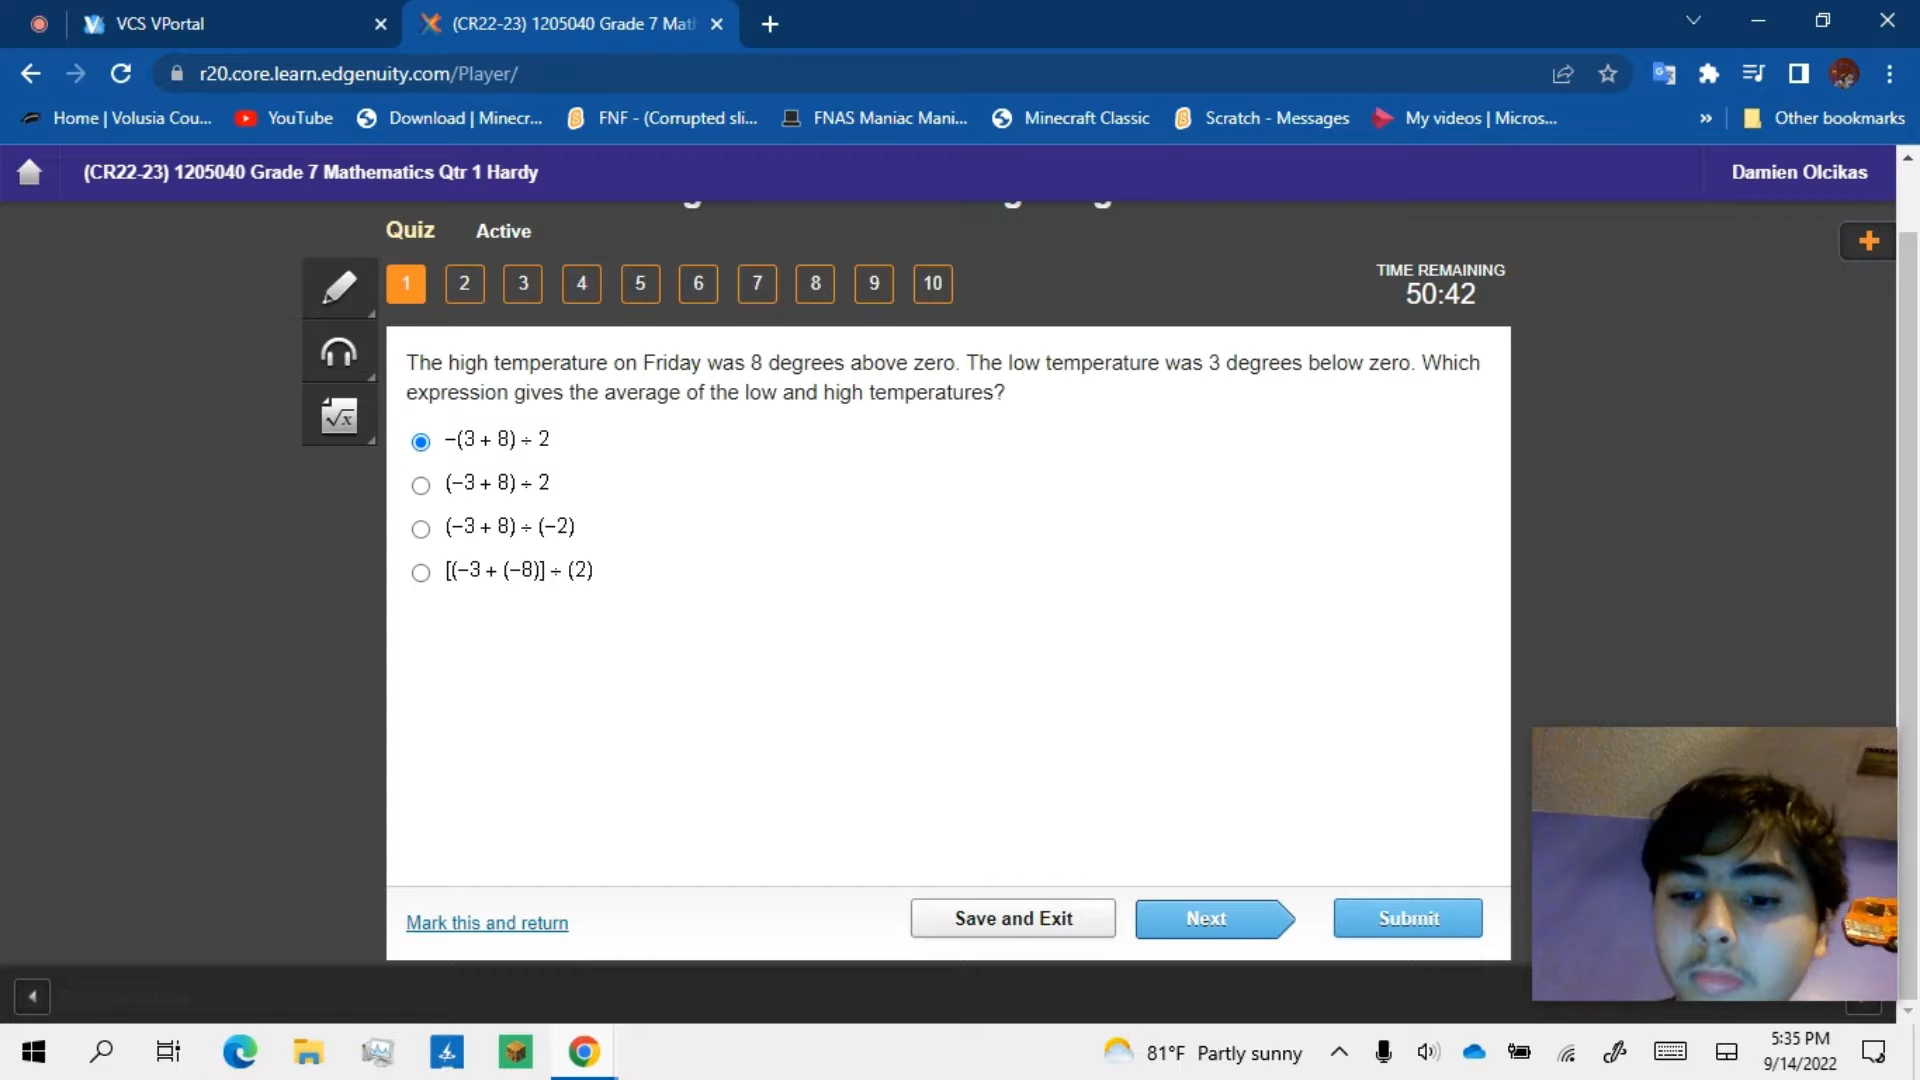 VCS VPortal
(CR22-23) 1205040 Grade 7 Mat
r20.core.learn.edgenuity.com/Player/
Home | Volusia Cou...
YouTube
Download | Minecr...
FNF - (Corrupted sli...
FNAS Maniac Mani...
Minecraft Classic
Scratch - Messages
My videos | Micros...
»
Other bookmarks
(CR22-23) 1205040 Grade 7 Mathematics Qtr 1 Hardy
Damien Olcikas
Quiz
Active
1 2 3 4 5 6 7 8 9 10
TIME REMAINING
50:42
The high temperature on Friday was 8 degrees above zero. The low temperature was 3 degrees below zero. Which
expression gives the average of the low and high temperatures?
−(3 + 8) ÷ 2
(−3 + 8) ÷ 2
(−3 + 8) ÷ (−2)
[(−3 + (−8)] ÷ (2)
Mark this and return
Save and Exit
Next
Submit
81°F Partly sunny
5:35 PM
9/14/2022